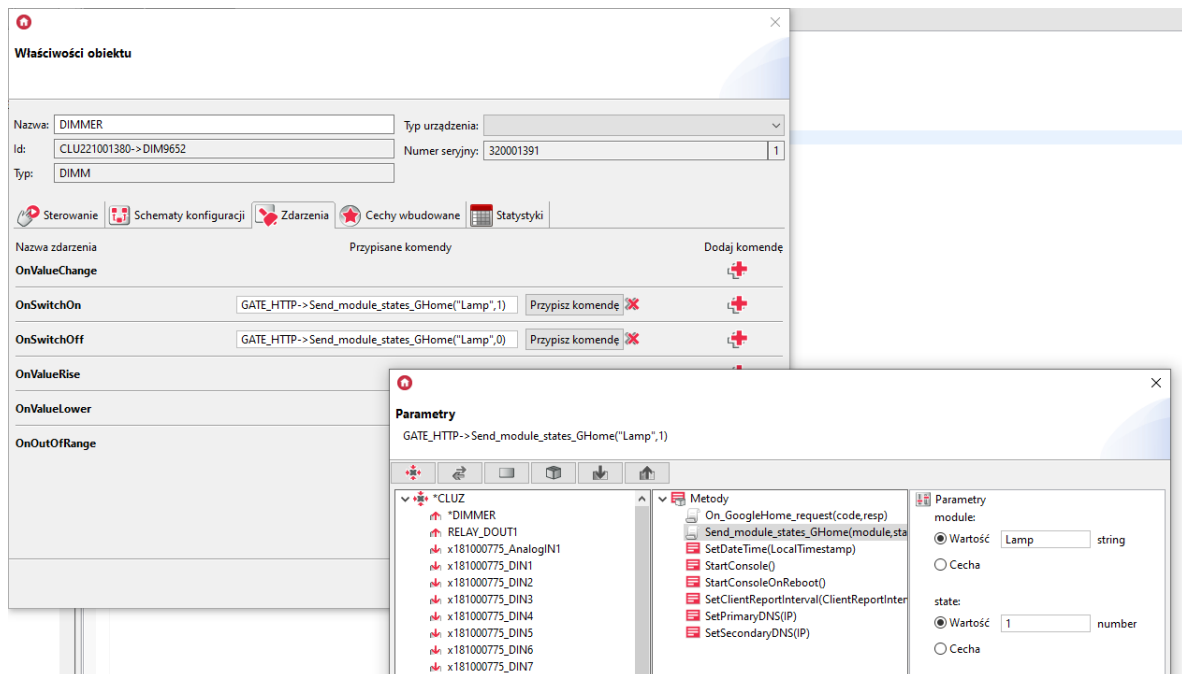 Właściwości obiektu
Nazwa: DIMMER Typ urządzenia:
Id: CLU221001380->DIM9652 Numer seryjny: 320001391 1
Typ: DIMM
Sterowanie Schematy konfiguracji Zdarzenia Cechy wbudowane Statystyki
Nazwa zdarzenia Przypisane komendy Dodaj komendę
OnValueChange
OnSwitchOn GATE_HTTP->Send_module_states_GHome("Lamp",1) Przypisz komendę
OnSwitchOff GATE_HTTP->Send_module_states_GHome("Lamp",0) Przypisz komendę
OnValueRise
OnValueLower
OnOutOfRange
Parametry
GATE_HTTP->Send_module_states_GHome("Lamp",1)
*CLUZ
*DIMMER
RELAY_DOUT1
x181000775_AnalogIN1
x181000775_DIN1
x181000775_DIN2
x181000775_DIN3
x181000775_DIN4
x181000775_DIN5
x181000775_DIN6
x181000775_DIN7
Metody
On_GoogleHome_request(code,resp)
Send_module_states_GHome(module,sta
SetDateTime(LocalTimestamp)
StartConsole()
StartConsoleOnReboot()
SetClientReportInterval(ClientReportInter
SetPrimaryDNS(IP)
SetSecondaryDNS(IP)
Parametry
module:
Wartość Lamp string
Cecha
state:
Wartość 1 number
Cecha